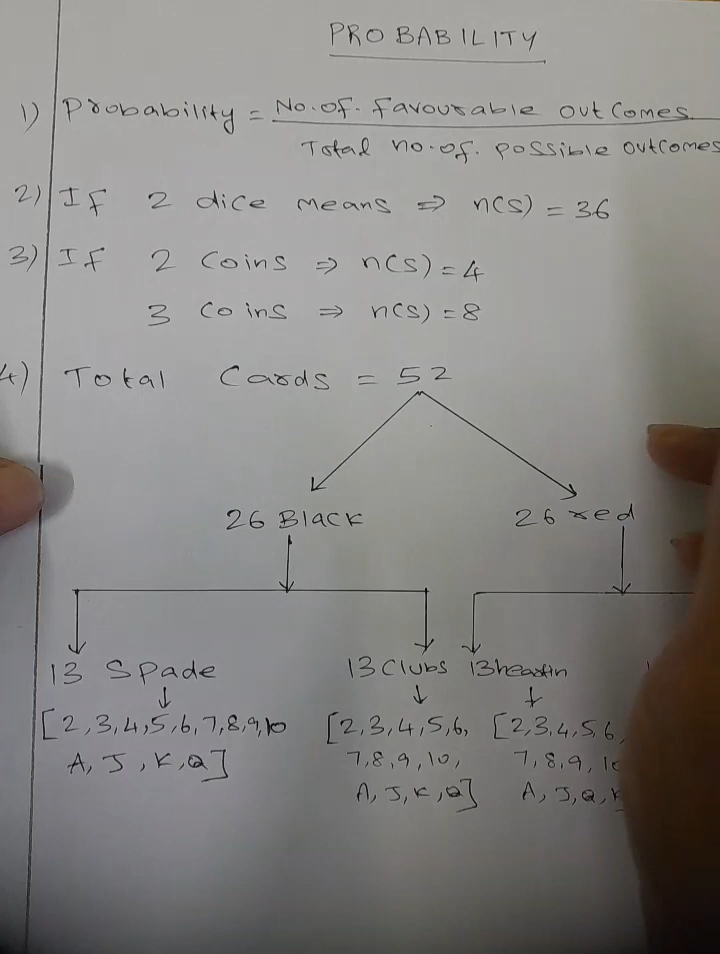 PROBABILITY
1) Probability = No.of. favourable outcomes
Total no.of. possible outcomes
2) If 2 dice means ⇒ n(s) = 36
3) If 2 Coins ⇒ n(s) = 4
3 Coins ⇒ n(s) = 8
4) Total Cards = 52
26 Black 26 red
13 Spade 13 Clubs 13
[2,3,4,5,6,7,8,9,10 [2,3,4,5,6, [2,3,4,5,6,
A, J, K, Q] 7,8,9,10, 7,8,9,
A, J, K, Q] A, J, Q,